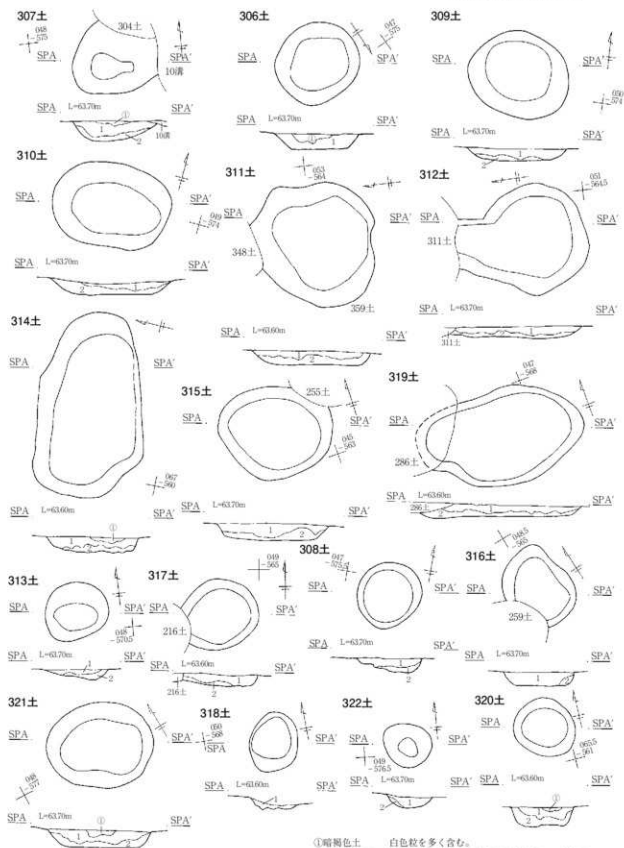 307土
048
-575
304土
SPA
SPA′
10溝
SPA L=63.70m SPA′
①
1
2
10溝
306土
047
-575
SPA
SPA′
SPA L=63.70m SPA′
1
309土
SPA
SPA′
050
-574
SPA L=63.70m SPA′
1
2
310土
SPA
SPA′
049
-574
SPA L=63.70m SPA′
2
1
311土
053
-564
SPA
SPA′
348土
359土
SPA L=63.60m SPA′
2
312土
051
-564.5
SPA
SPA′
311土
SPA L=63.70m SPA′
311土
314土
SPA
SPA′
067
-560
SPA L=63.60m SPA′
①
2
315土
255土
SPA
SPA′
045
-563
SPA L=63.70m SPA′
1
2
319土
047
-568
SPA
SPA′
286土
SPA L=63.60m SPA′
286土
2
1
313土
SPA
SPA′
048
-570.5
SPA L=63.70m SPA′
1
2
317土
049
-565
SPA
SPA′
216土
SPA L=63.60m SPA′
216土
1
2
308土
047
-575.5
SPA
SPA′
SPA L=63.70m SPA′
1
2
316土
048.5
-565
SPA
SPA′
259土
SPA L=63.70m SPA′
1
321土
SPA
SPA′
048
-577
SPA L=63.70m SPA′
①
1
2
318土
050
-568
SPA
SPA′
SPA L=63.60m SPA′
1
322土
SPA
SPA′
049
-576.5
SPA L=63.70m SPA′
1
2
320土
SPA
SPA′
065.5
-561
SPA L=63.60m SPA′
①
2
①暗褐色土 白色粒を多く含む。